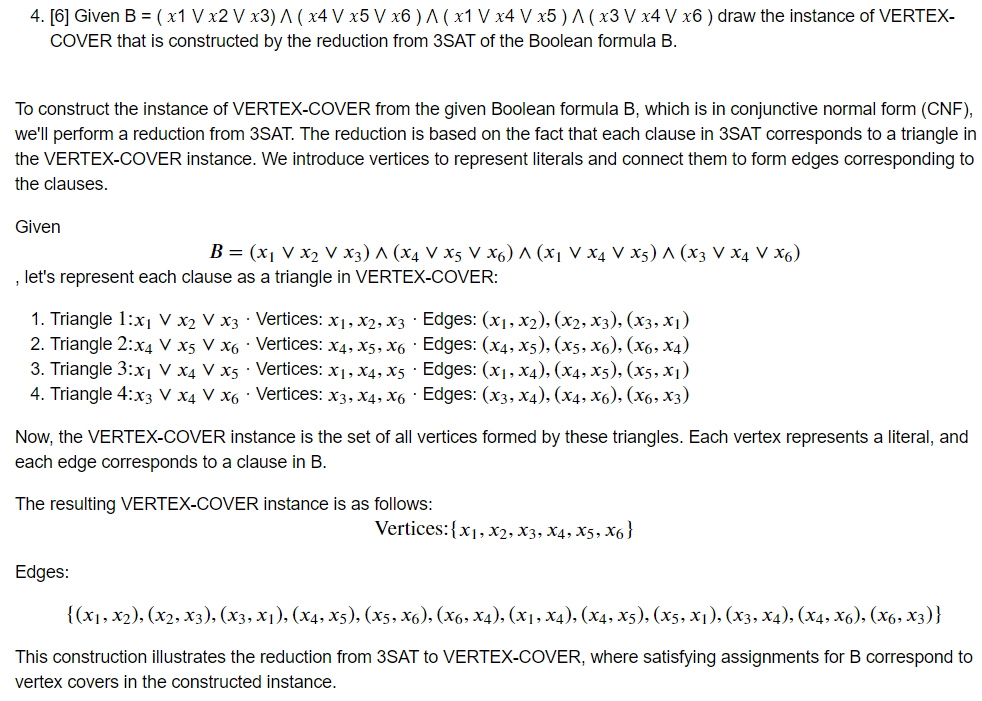 4. [6] Given B = ( x1 V x2 V x3) Λ ( x4 V x5 V x6 ) Λ ( x1 V x4 V x5 ) Λ ( x3 V x4 V x6 ) draw the instance of VERTEX-
COVER that is constructed by the reduction from 3SAT of the Boolean formula B.
To construct the instance of VERTEX-COVER from the given Boolean formula B, which is in conjunctive normal form (CNF),
we'll perform a reduction from 3SAT. The reduction is based on the fact that each clause in 3SAT corresponds to a triangle in
the VERTEX-COVER instance. We introduce vertices to represent literals and connect them to form edges corresponding to
the clauses.
Given
B = (x₁ ∨ x₂ ∨ x₃) ∧ (x₄ ∨ x₅ ∨ x₆) ∧ (x₁ ∨ x₄ ∨ x₅) ∧ (x₃ ∨ x₄ ∨ x₆)
, let's represent each clause as a triangle in VERTEX-COVER:
1. Triangle 1:x₁ ∨ x₂ ∨ x₃ · Vertices: x₁, x₂, x₃ · Edges: (x₁, x₂), (x₂, x₃), (x₃, x₁)
2. Triangle 2:x₄ ∨ x₅ ∨ x₆ · Vertices: x₄, x₅, x₆ · Edges: (x₄, x₅), (x₅, x₆), (x₆, x₄)
3. Triangle 3:x₁ ∨ x₄ ∨ x₅ · Vertices: x₁, x₄, x₅ · Edges: (x₁, x₄), (x₄, x₅), (x₅, x₁)
4. Triangle 4:x₃ ∨ x₄ ∨ x₆ · Vertices: x₃, x₄, x₆ · Edges: (x₃, x₄), (x₄, x₆), (x₆, x₃)
Now, the VERTEX-COVER instance is the set of all vertices formed by these triangles. Each vertex represents a literal, and
each edge corresponds to a clause in B.
The resulting VERTEX-COVER instance is as follows:
Vertices:{x₁, x₂, x₃, x₄, x₅, x₆}
Edges:
{(x₁, x₂), (x₂, x₃), (x₃, x₁), (x₄, x₅), (x₅, x₆), (x₆, x₄), (x₁, x₄), (x₄, x₅), (x₅, x₁), (x₃, x₄), (x₄, x₆), (x₆, x₃)}
This construction illustrates the reduction from 3SAT to VERTEX-COVER, where satisfying assignments for B correspond to
vertex covers in the constructed instance.